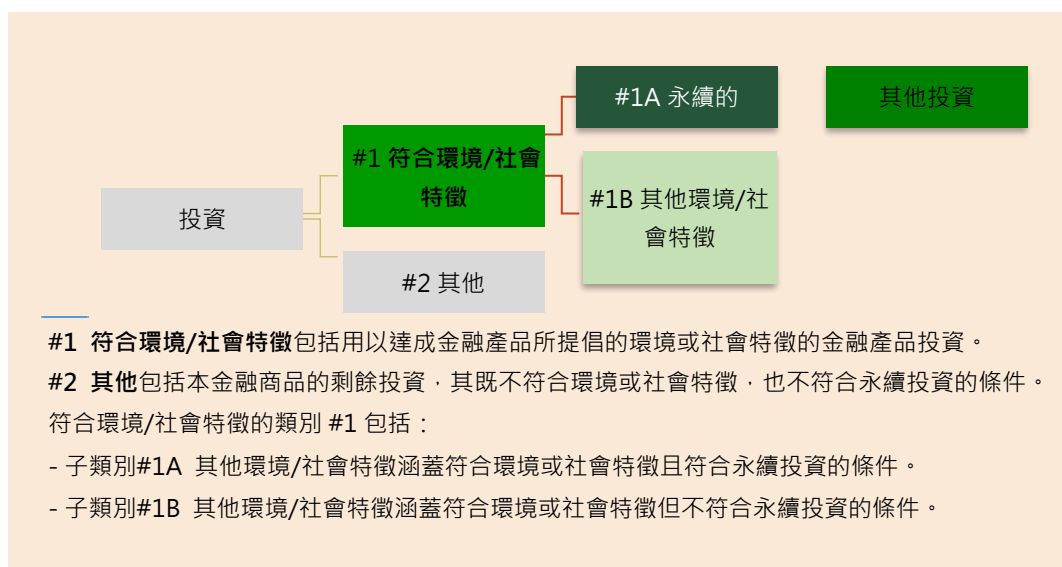 #1A 永續的
其他投資
#1 符合環境/社會
特徵
#1B 其他環境/社
會特徵
投資
#2 其他
#1 符合環境/社會特徵包括用以達成金融產品所提倡的環境或社會特徵的金融產品投資。
#2 其他包括本金融商品的剩餘投資，其既不符合環境或社會特徵，也不符合永續投資的條件。
符合環境/社會特徵的類別 #1 包括：
- 子類別#1A 其他環境/社會特徵涵蓋符合環境或社會特徵且符合永續投資的條件。
- 子類別#1B 其他環境/社會特徵涵蓋符合環境或社會特徵但不符合永續投資的條件。